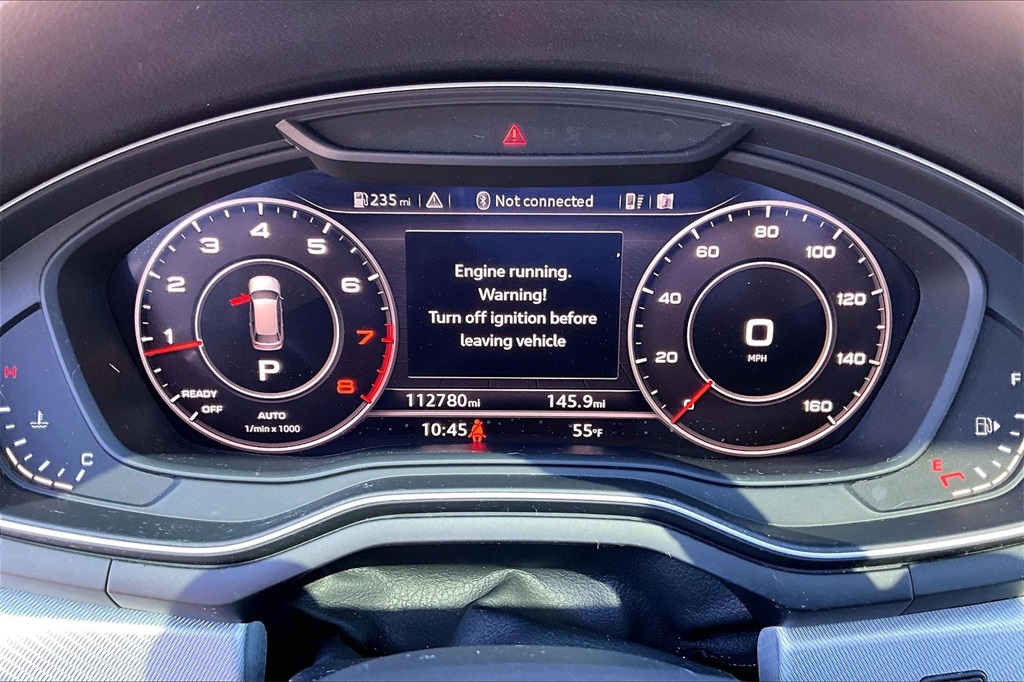 235 mi Not connected
4
3 5
2 6
1 7
8
P
READY
OFF
AUTO
1/min x 1000
Engine running.
Warning!
Turn off ignition before
leaving vehicle
112780mi 145.9mi
10:45 55°F
80
60 100
40 120
20 140
0 160
0
MPH
H
C
F
E